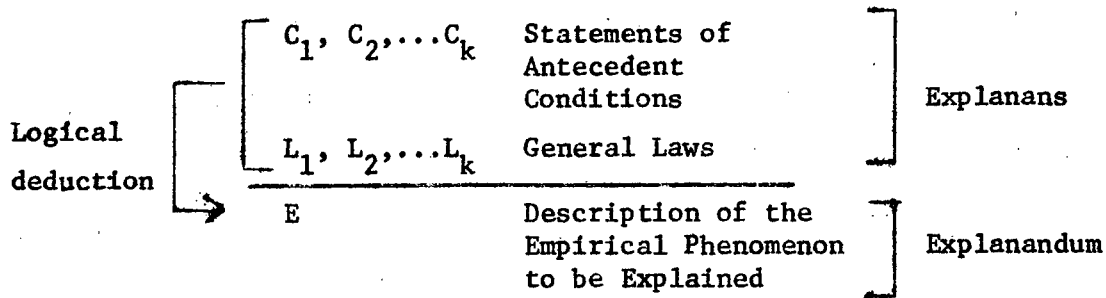 C1, C2,...Ck Statements of
Antecedent
Conditions
Explanans
Logical
deduction
L1, L2,...Lk General Laws
E Description of the
Empirical Phenomenon
to be Explained
Explanandum